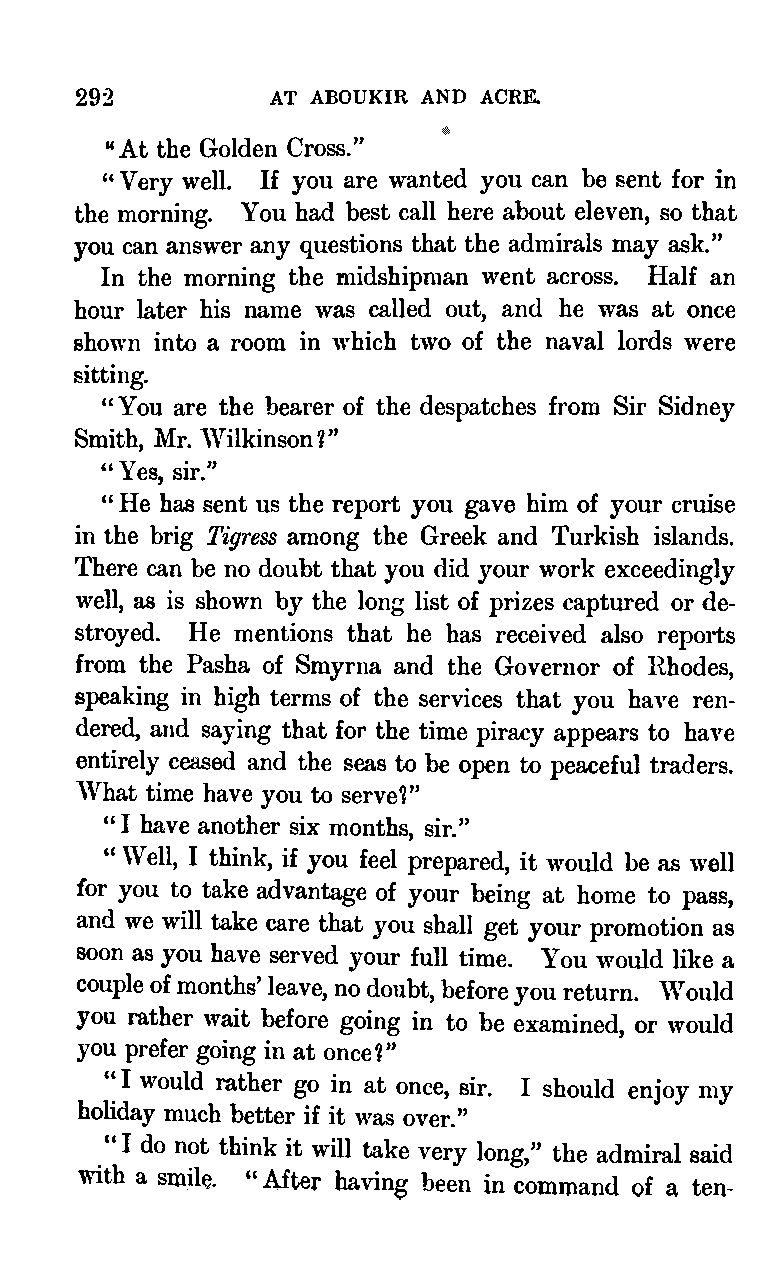 292 AT ABOUKIR AND ACRE.
"At the Golden Cross."
"Very well. If you are wanted you can be sent for in
the morning. You had best call here about eleven, so that
you can answer any questions that the admirals may ask."
In the morning the midshipman went across. Half an
hour later his name was called out, and he was at once
shown into a room in which two of the naval lords were
sitting.
"You are the bearer of the despatches from Sir Sidney
Smith, Mr. Wilkinson?"
"Yes, sir."
"He has sent us the report you gave him of your cruise
in the brig Tigress among the Greek and Turkish islands.
There can be no doubt that you did your work exceedingly
well, as is shown by the long list of prizes captured or de-
stroyed. He mentions that he has received also reports
from the Pasha of Smyrna and the Governor of Rhodes,
speaking in high terms of the services that you have ren-
dered, and saying that for the time piracy appears to have
entirely ceased and the seas to be open to peaceful traders.
What time have you to serve?"
"I have another six months, sir."
"Well, I think, if you feel prepared, it would be as well
for you to take advantage of your being at home to pass,
and we will take care that you shall get your promotion as
soon as you have served your full time. You would like a
couple of months' leave, no doubt, before you return. Would
you rather wait before going in to be examined, or would
you prefer going in at once?"
"I would rather go in at once, sir. I should enjoy my
holiday much better if it was over."
"I do not think it will take very long," the admiral said
with a smile. "After having been in command of a ten-